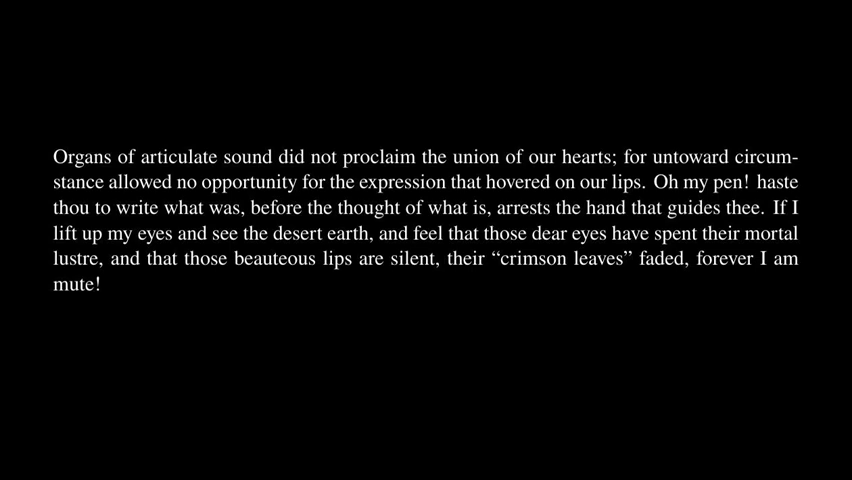 Organs of articulate sound did not proclaim the union of our hearts; for untoward circum-
stance allowed no opportunity for the expression that hovered on our lips. Oh my pen! haste
thou to write what was, before the thought of what is, arrests the hand that guides thee. If I
lift up my eyes and see the desert earth, and feel that those dear eyes have spent their mortal
lustre, and that those beauteous lips are silent, their “crimson leaves” faded, forever I am
mute!